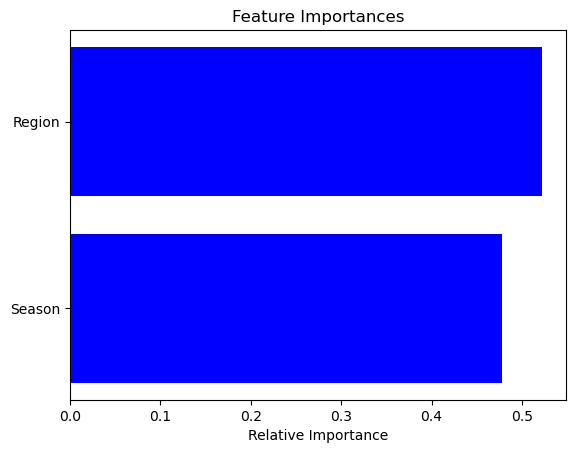 Feature Importances
Region
Season
0.0 0.1 0.2 0.3 0.4 0.5
Relative Importance